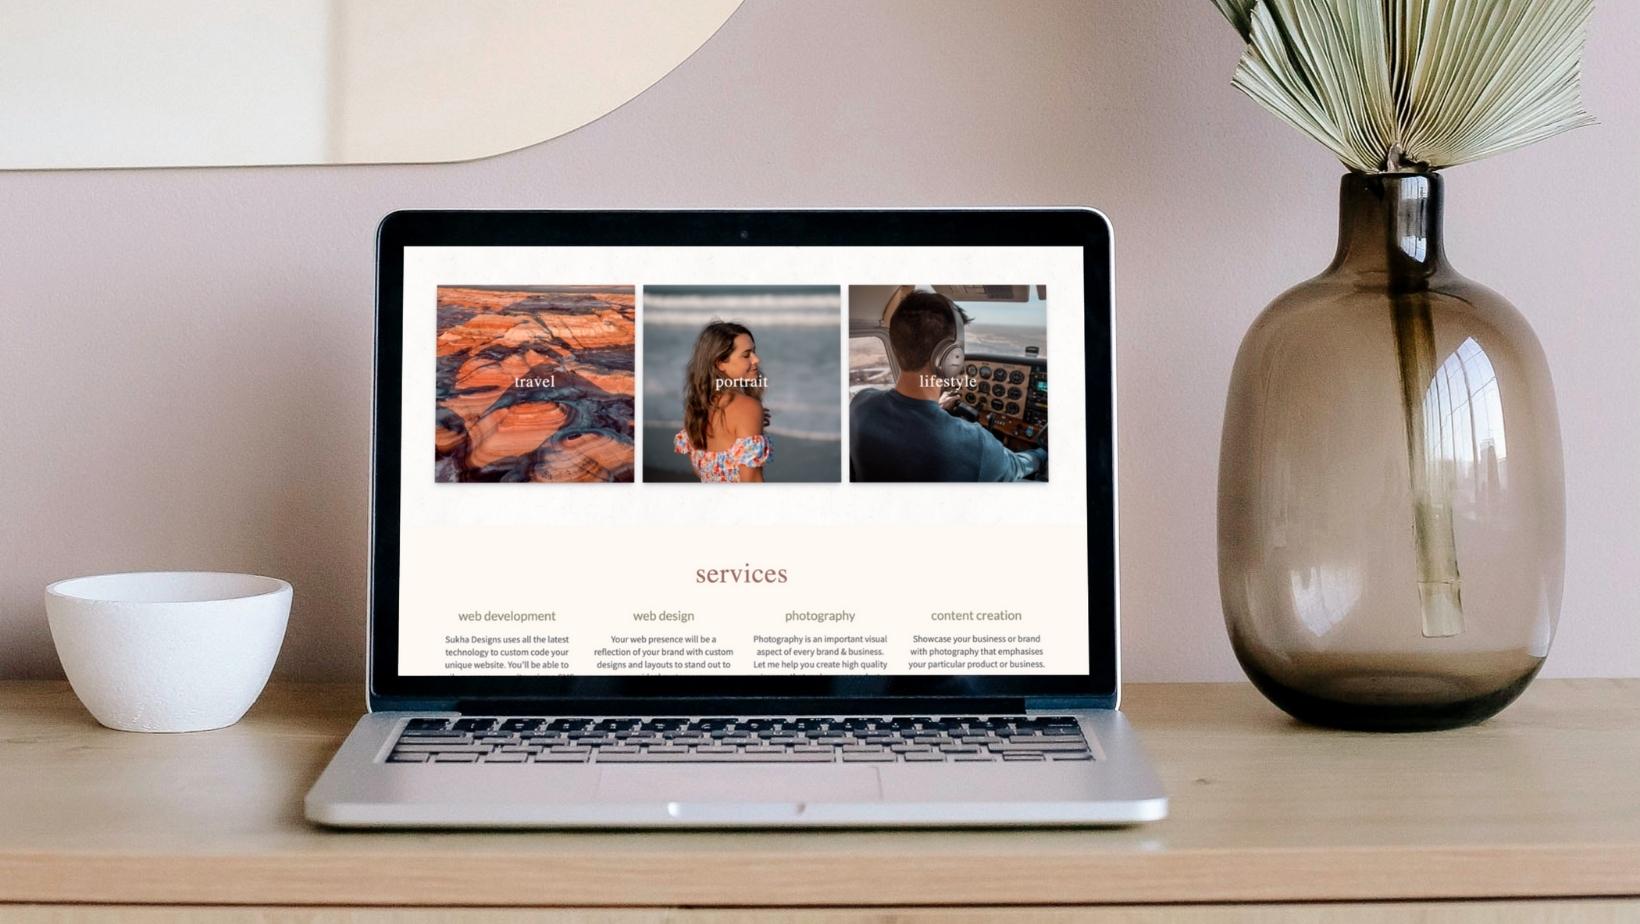 travel
portrait
lifestyle
services
web development
Sukha Designs uses all the latest
technology to custom code your
unique website. You'll be able to
web design
Your web presence will be a
reflection of your brand with custom
designs and layouts to stand out to
photography
Photography is an important visual
aspect of every brand & business.
Let me help you create high quality
content creation
Showcase your business or brand
with photography that emphasises
your particular product or business.